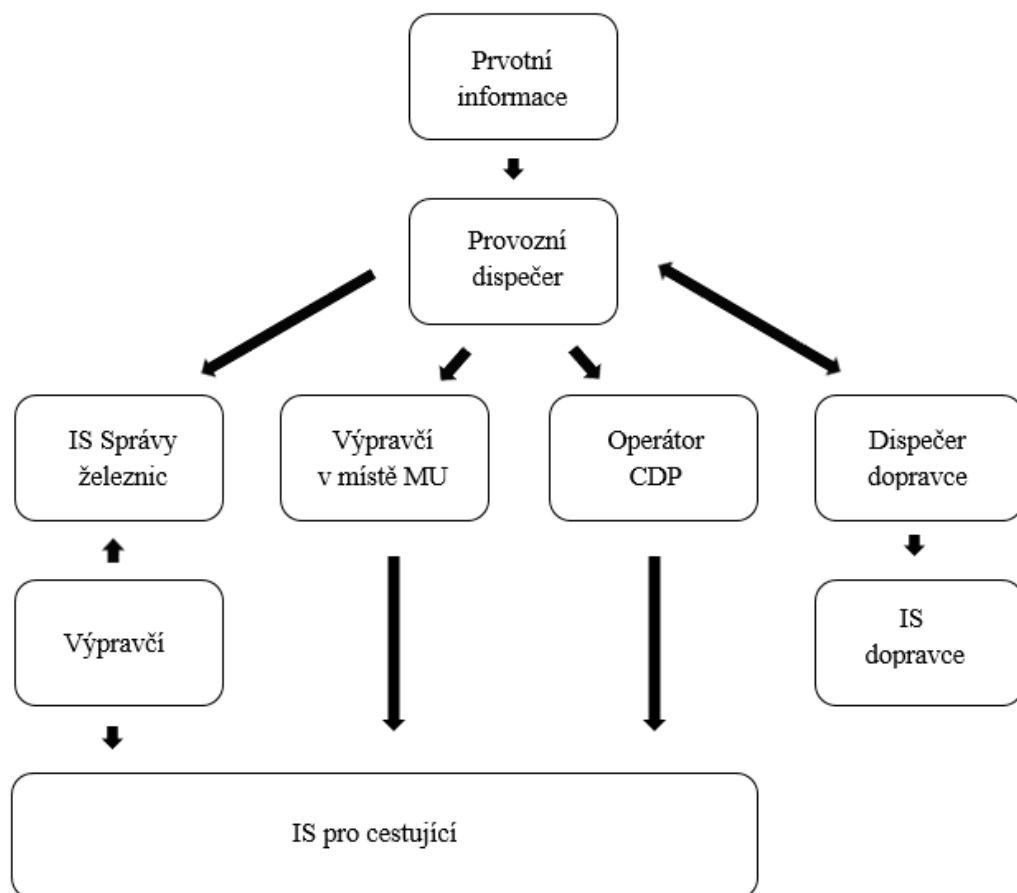 Prvotní
informace
Provozní
dispečer
IS Správy
železnic
Výpravčí
v místě MU
Operátor
CDP
Dispečer
dopravce
Výpravčí
IS
dopravce
IS pro cestující